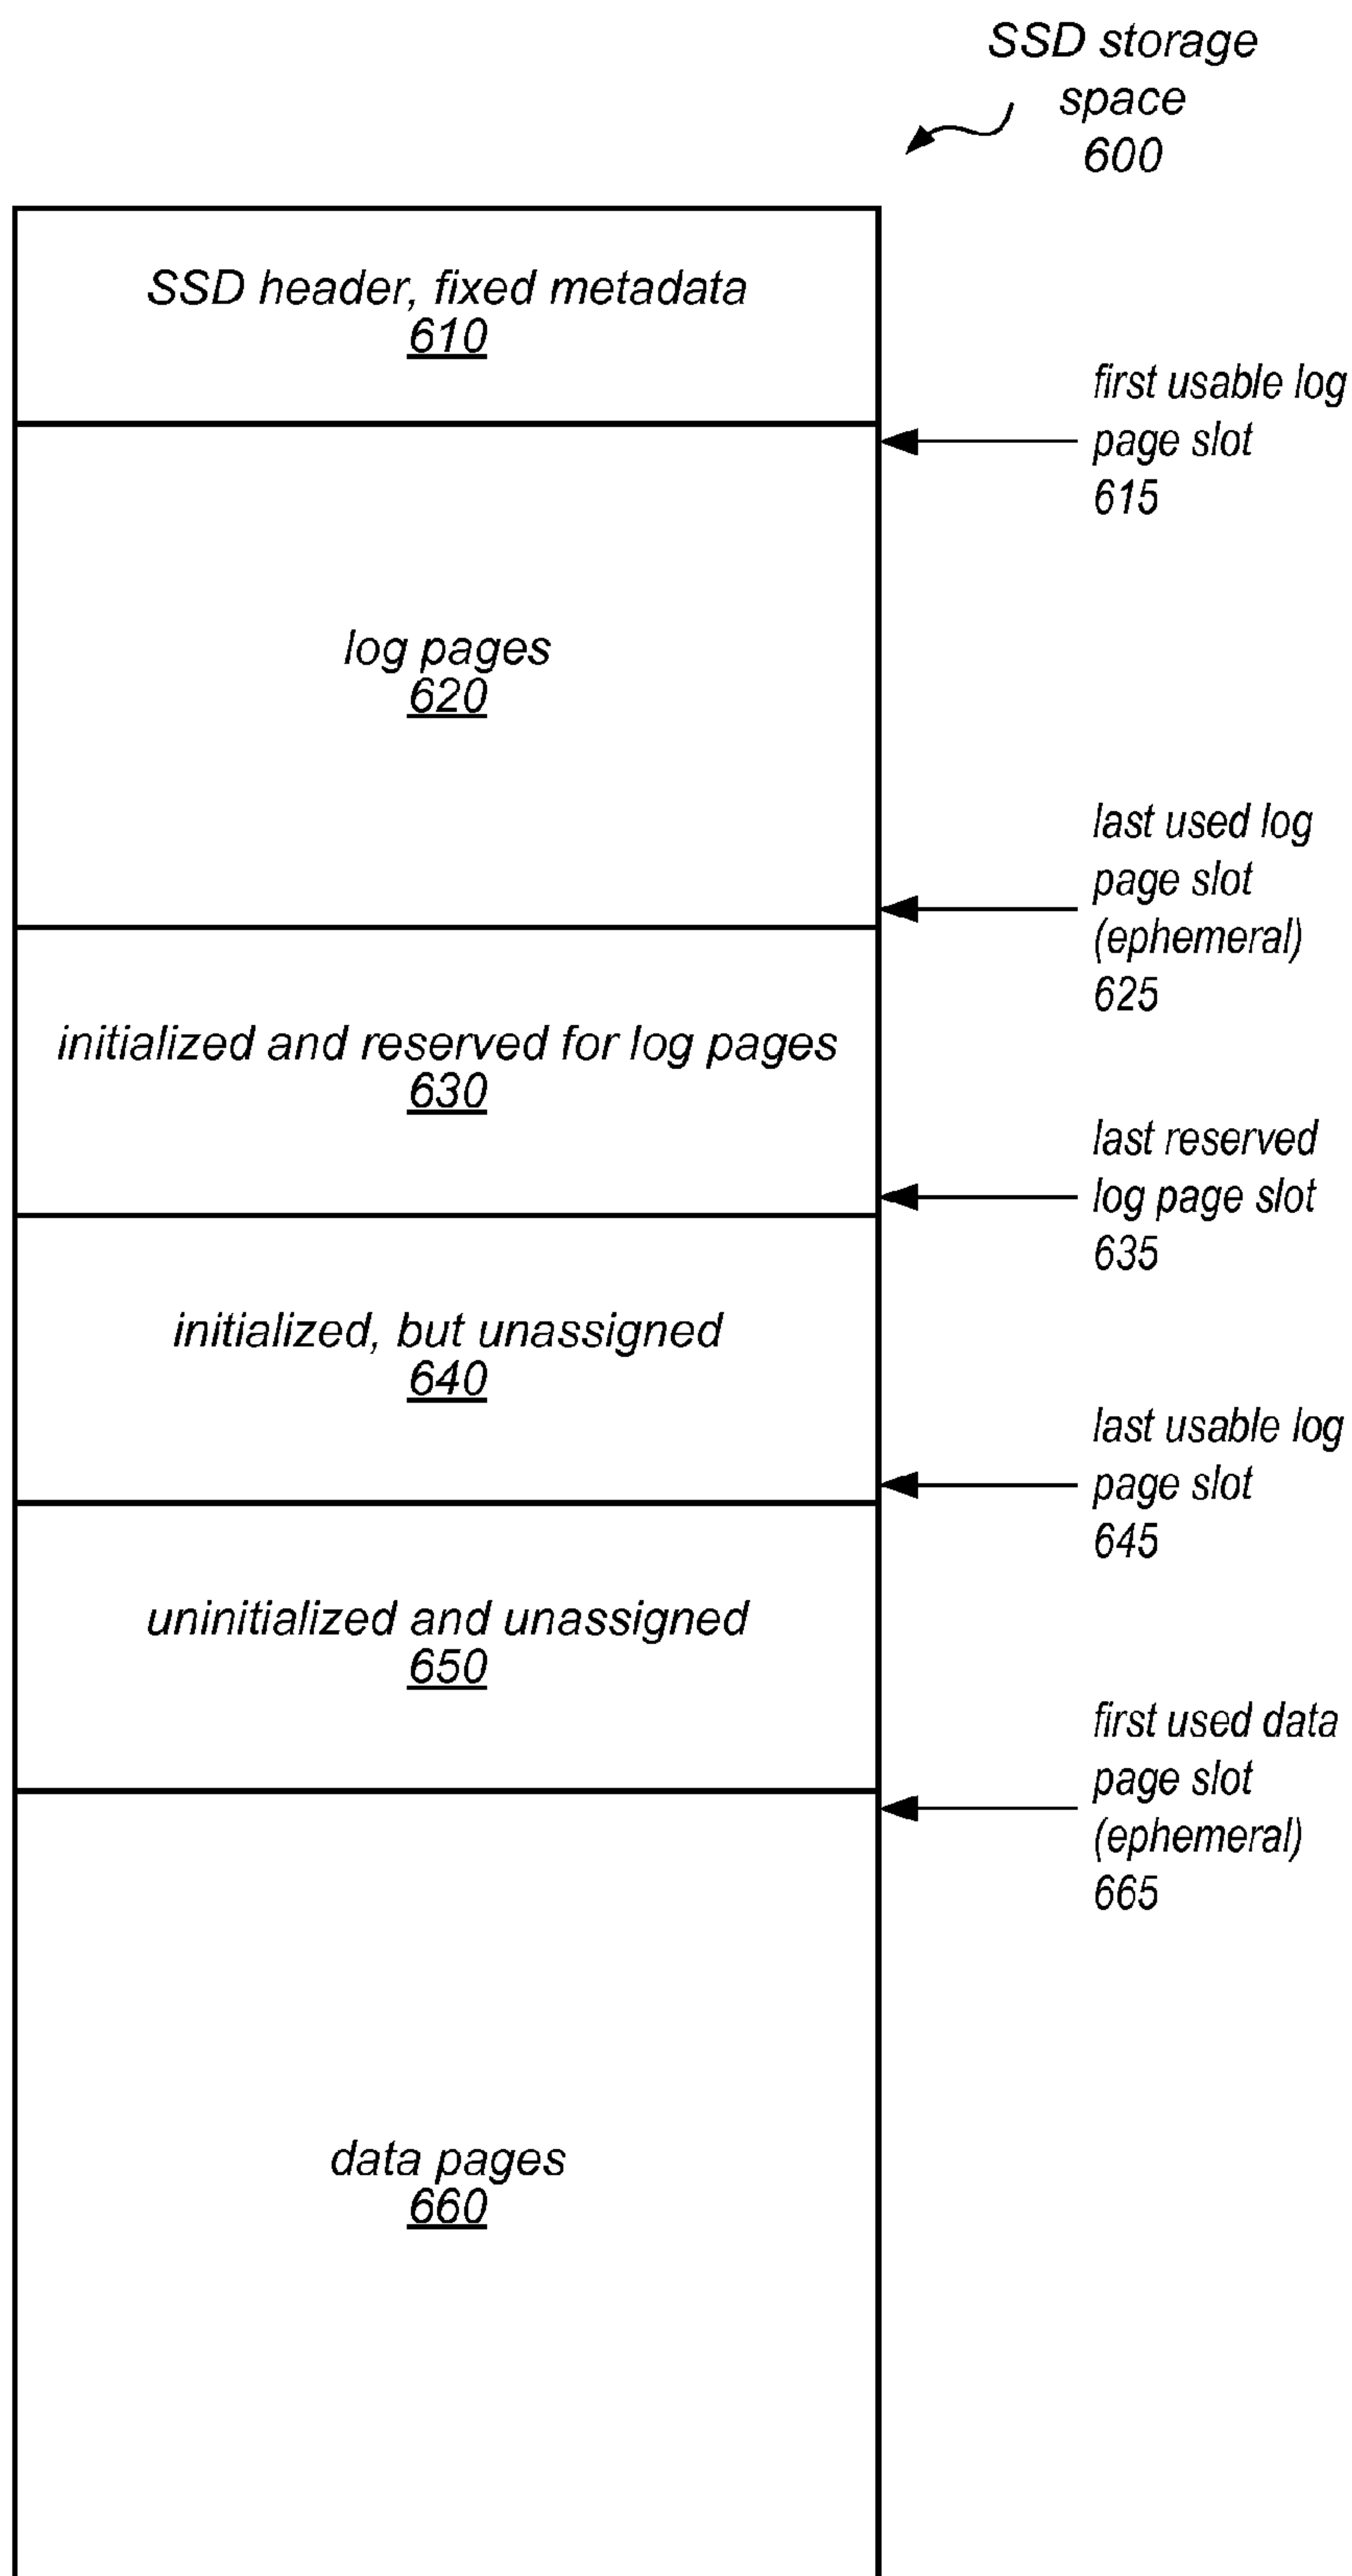 SSD storage
space
600
SSD header, fixed metadata
610
first usable log
page slot
615
log pages
620
last used log
page slot
(ephemeral)
625
initialized and reserved for log pages
630
last reserved
log page slot
635
initialized, but unassigned
640
last usable log
page slot
645
uninitialized and unassigned
650
first used data
page slot
(ephemeral)
665
data pages
660